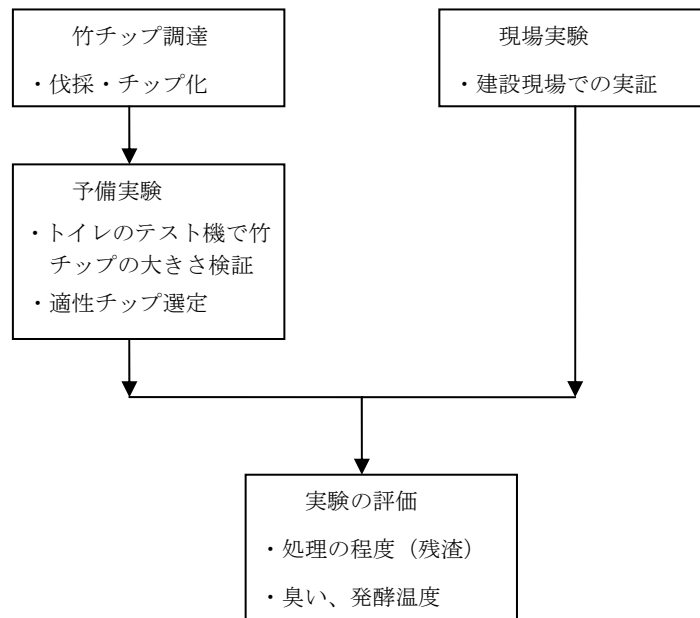 竹チップ調達
・伐採・チップ化
現場実験
・建設現場での実証
予備実験
・トイレのテスト機で竹
チップの大きさ検証
・適性チップ選定
実験の評価
・処理の程度（残渣）
・臭い、発酵温度